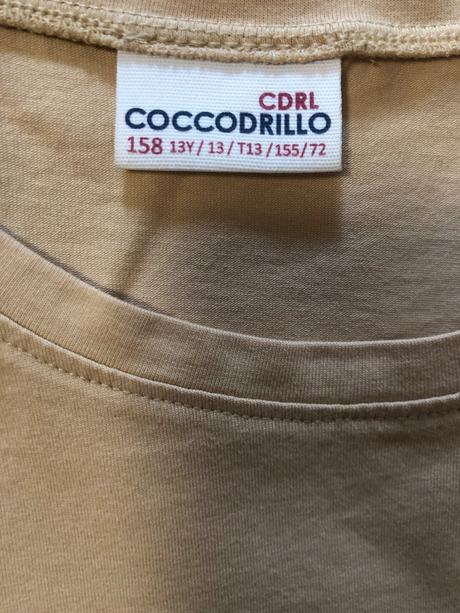 CDRL
COCCODRILLO
158 13Y / 13 / T13 / 155 / 72